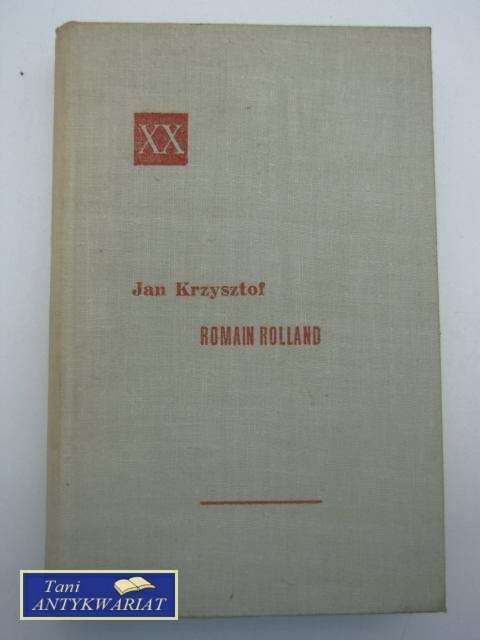 XX
Jan Krzysztof
ROMAIN ROLLAND
Tani
ANTYKWARIAT